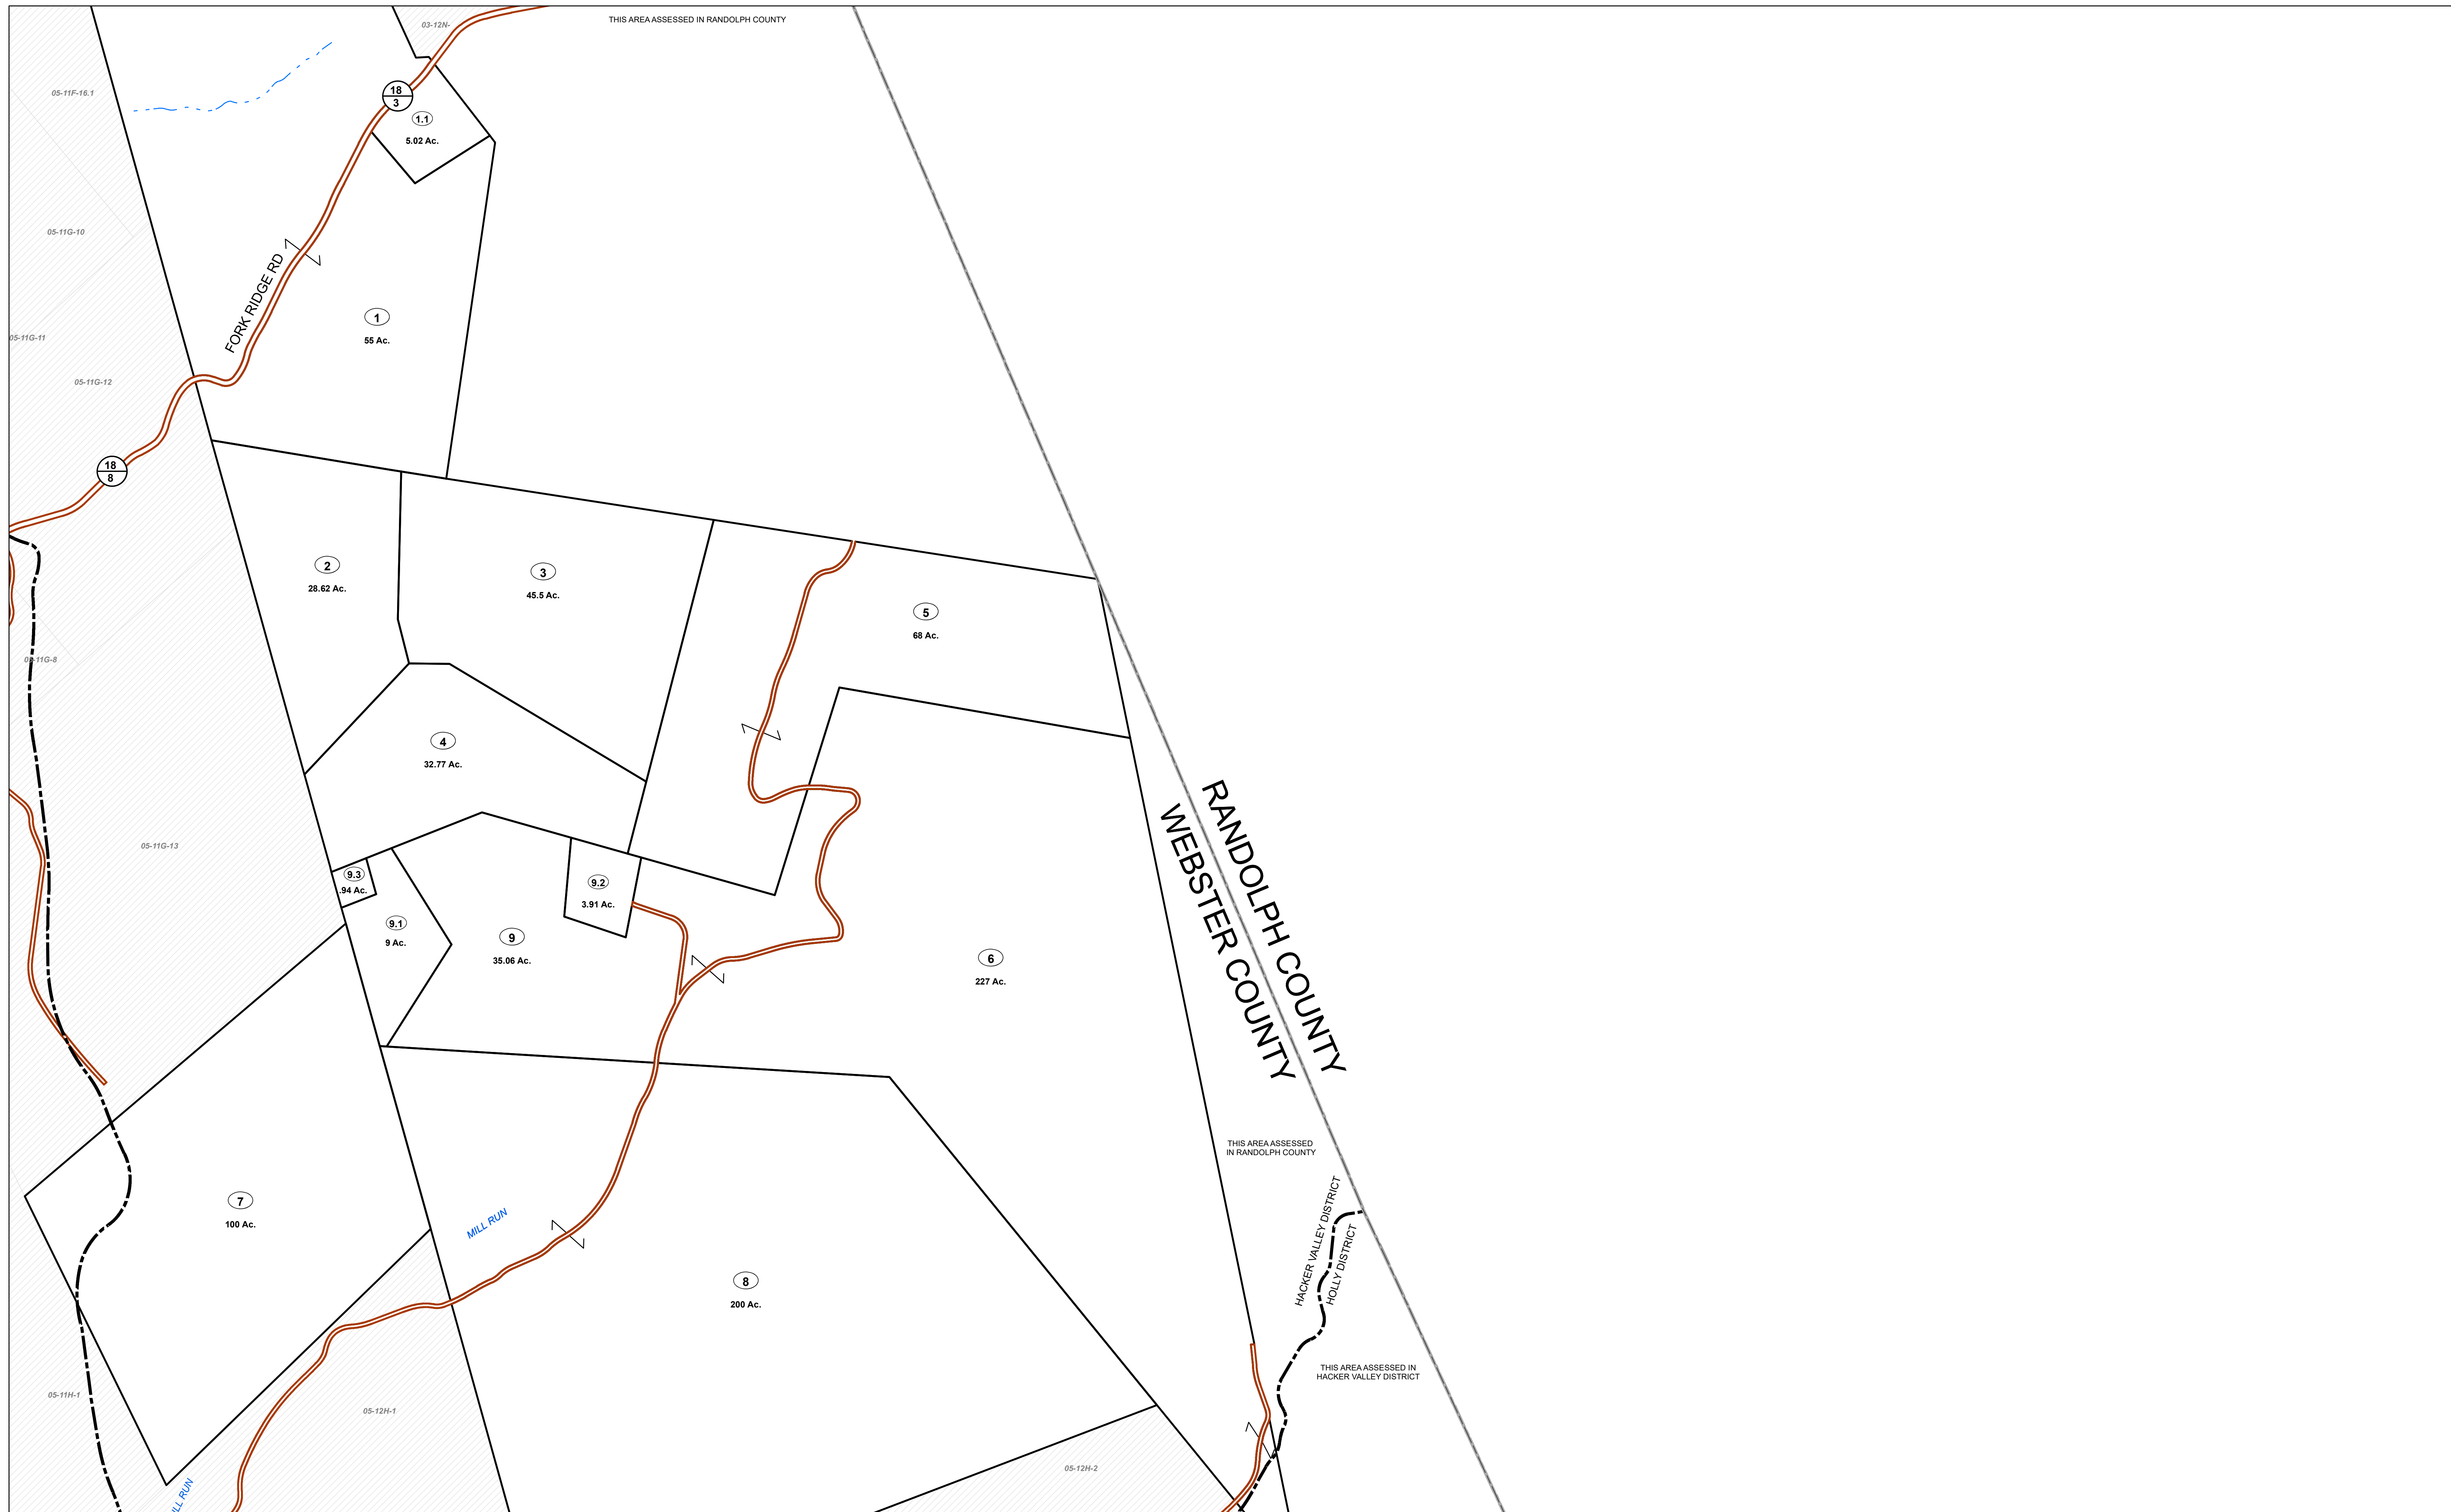 THIS AREA ASSESSED IN RANDOLPH COUNTY
03-12N-
05-11F-16.1
18
3
1.1
5.02 Ac.
05-11G-10
FORK RIDGE RD
1
55 Ac.
05-11G-11
05-11G-12
18
8
2
28.62 Ac.
3
45.5 Ac.
5
68 Ac.
05-11G-8
4
32.77 Ac.
RANDOLPH COUNTY
WEBSTER COUNTY
05-11G-13
9.3
.94 Ac.
9.2
3.91 Ac.
9.1
9 Ac.
9
35.06 Ac.
6
227 Ac.
THIS AREA ASSESSED
IN RANDOLPH COUNTY
7
100 Ac.
MILL RUN
HACKER VALLEY DISTRICT
HOLLY DISTRICT
8
200 Ac.
THIS AREA ASSESSED IN
HACKER VALLEY DISTRICT
05-11H-1
05-12H-1
05-12H-2
ILL RUN